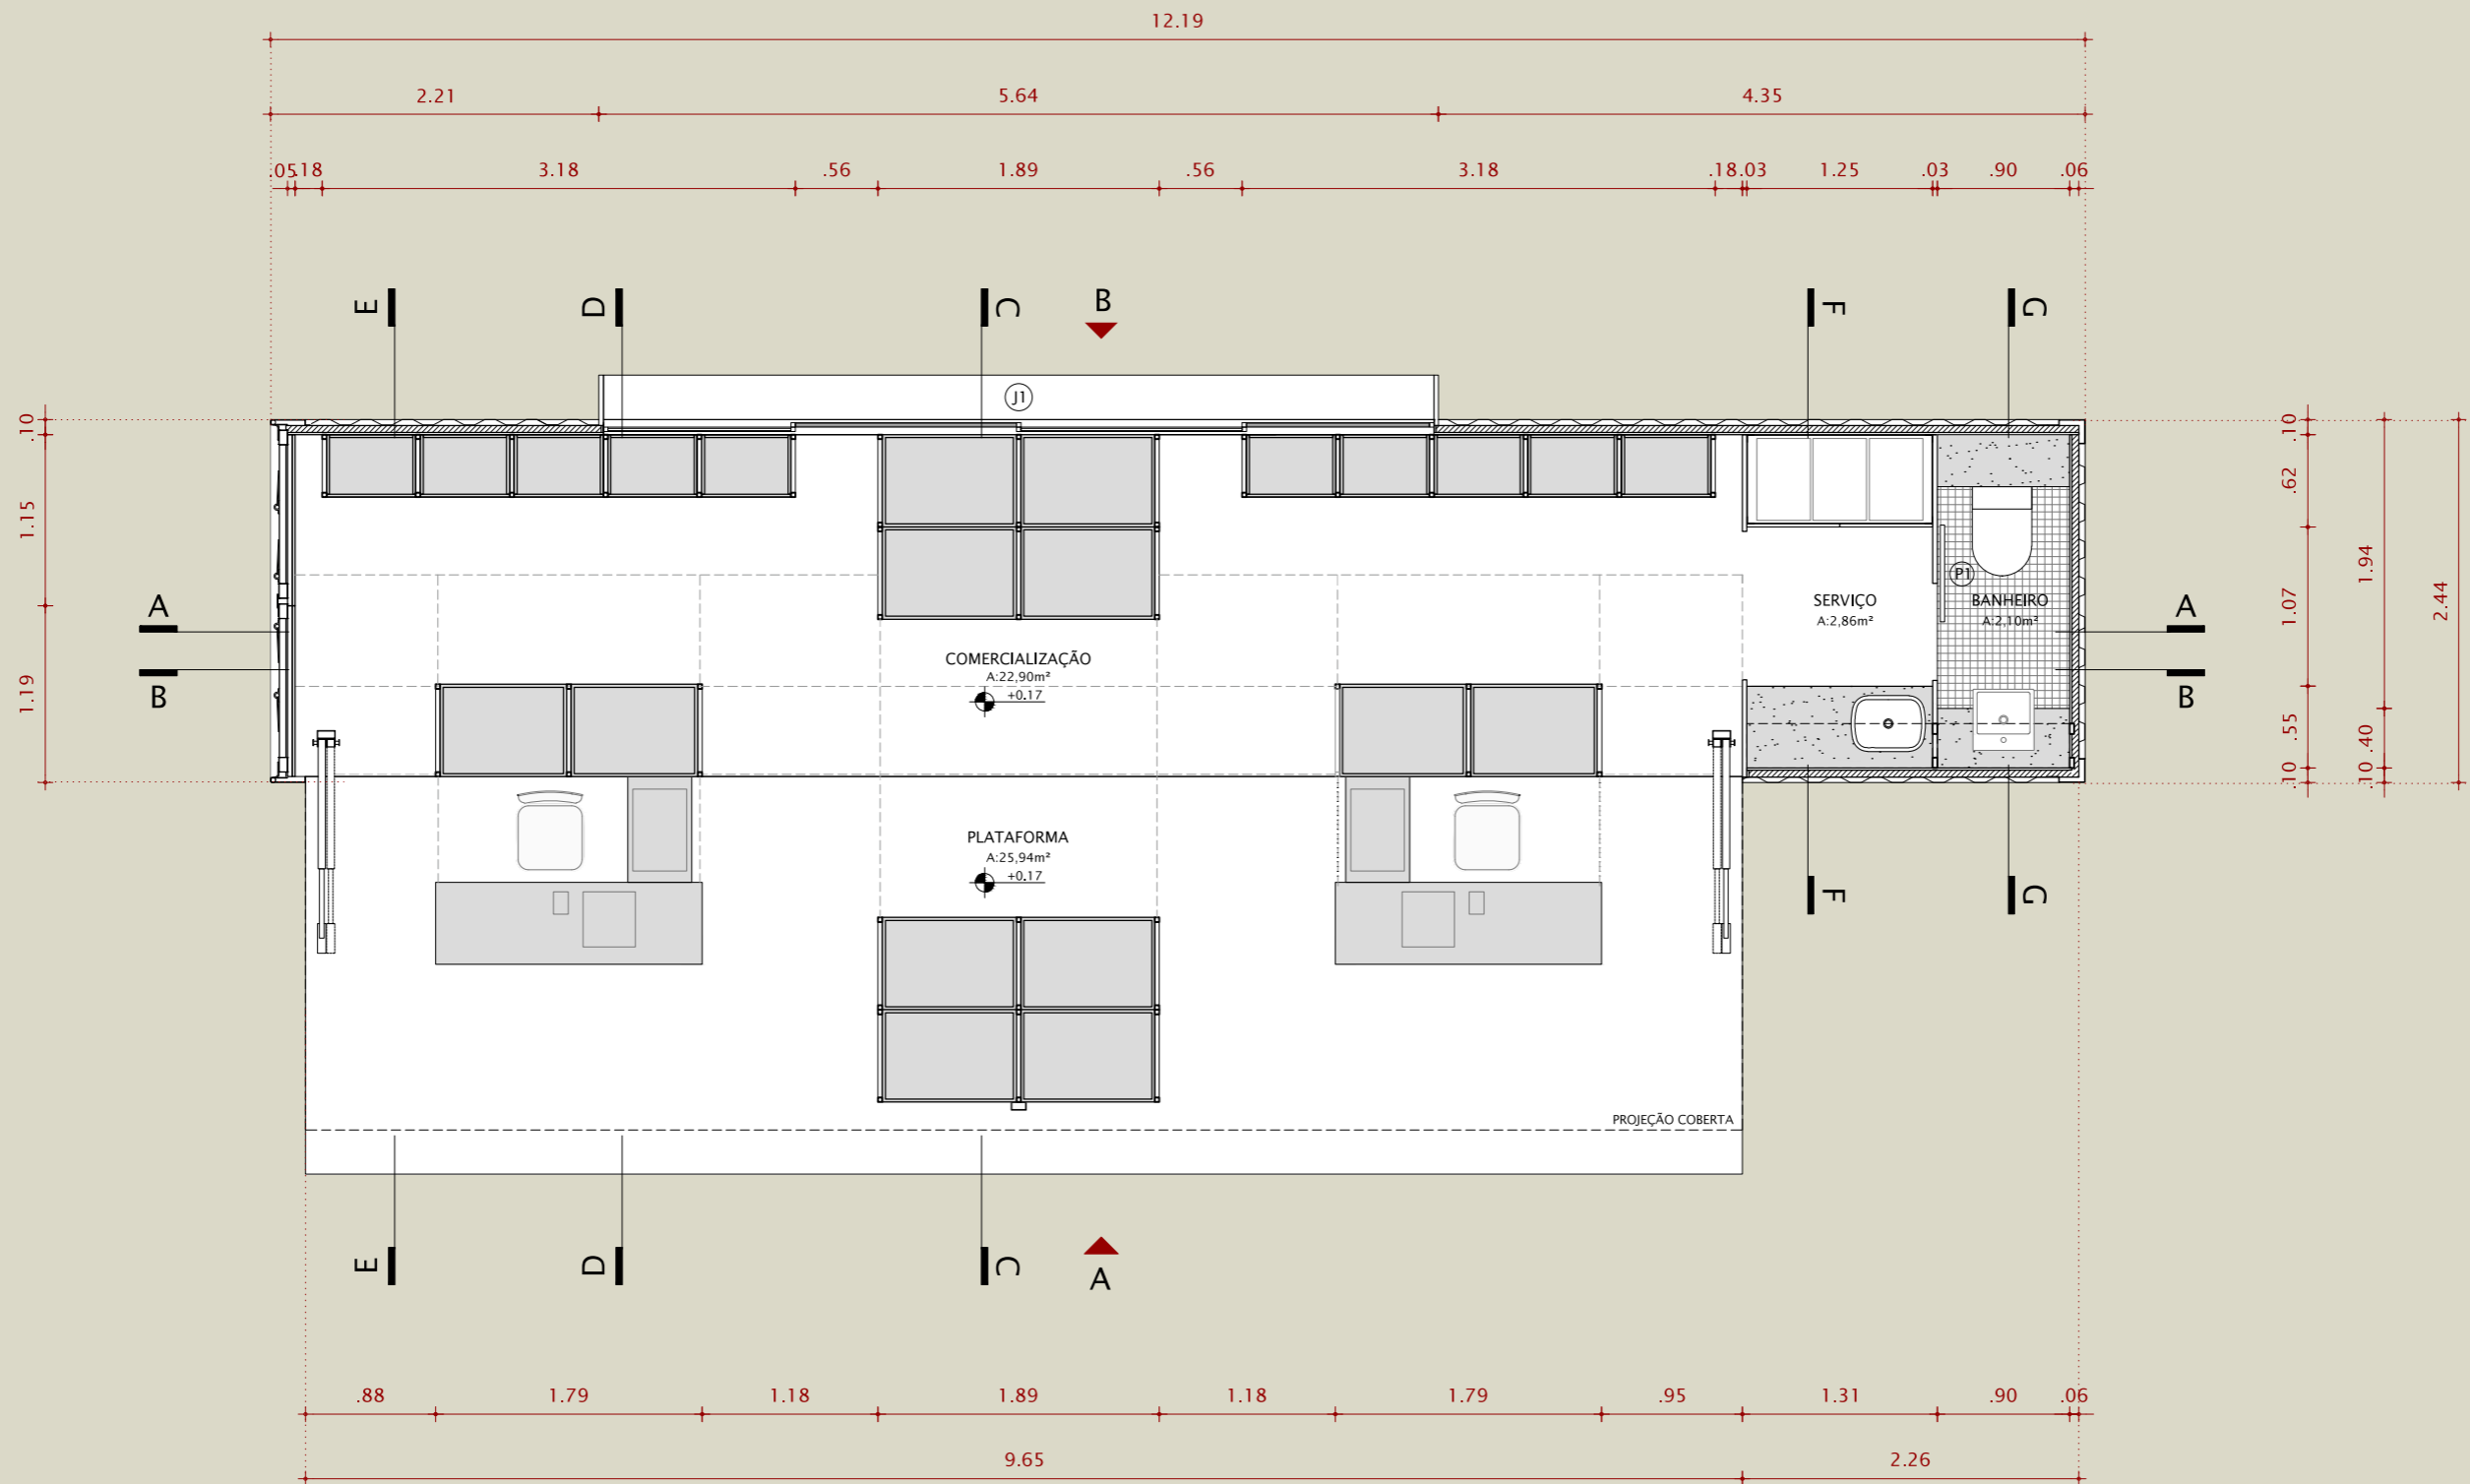 12.19
2.21 5.64 4.35
.05 .18 3.18 .56 1.89 .56 3.18 .18 .03 1.25 .03 .90 .06
E D C B F G
J1
.10 .10
1.15 .62 1.94 2.44
P1
A SERVIÇO BANHEIRO A
A:2,86m² A:2,10m² 1.07
COMERCIALIZAÇÃO
A:22,90m²
B +0.17 B
1.19 .55 .40
.10 .10
PLATAFORMA
A:25,94m²
+0.17
F G
PROJEÇÃO COBERTA
E D C A
.88 1.79 1.18 1.89 1.18 1.79 .95 1.31 .90 .06
9.65 2.26